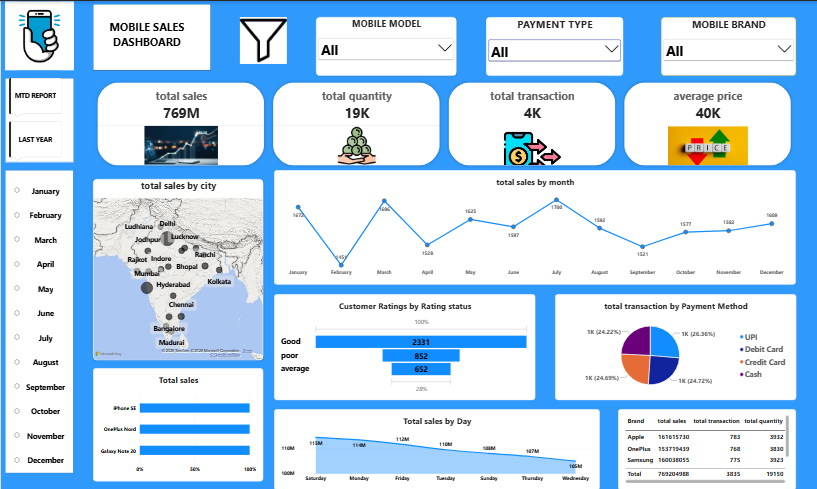 MOBILE SALES
DASHBOARD
MOBILE MODEL
All
PAYMENT TYPE
All
MOBILE BRAND
All
MTD REPORT
LAST YEAR
total sales
769M
total quantity
19K
total transaction
4K
average price
40K
PRICE
January
February
March
April
May
June
July
August
September
October
November
December
total sales by city
Ludhiana
Delhi
Jodhpur
Lucknow
Rajkot
Indore
Ranchi
Bhopal
Mumbai
Kolkata
Hyderabad
Chennai
Bangalore
Madurai
total sales by month
1672
1451
1696
1528
1625
1597
1700
1592
1521
1577
1582
1609
January February March April May June July August September October November December
Customer Ratings by Rating status
100%
Good 2331
poor 852
average 652
28%
total transaction by Payment Method
1K (24.22%)
1K (26.36%)
1K (24.69%)
1K (24.72%)
UPI
Debit Card
Credit Card
Cash
Total sales
iPhone SE
OnePlus Nord
Galaxy Note 20
0% 50% 100%
Total sales by Day
110M
100M
115M
114M
112M
110M
108M
107M
105M
Saturday Monday Friday Tuesday Sunday Thursday Wednesday
Brand total sales total transaction total quantity
Apple 161615730 783 3932
OnePlus 153719439 768 3830
Samsung 160038055 775 3923
Total 769204988 3835 19150